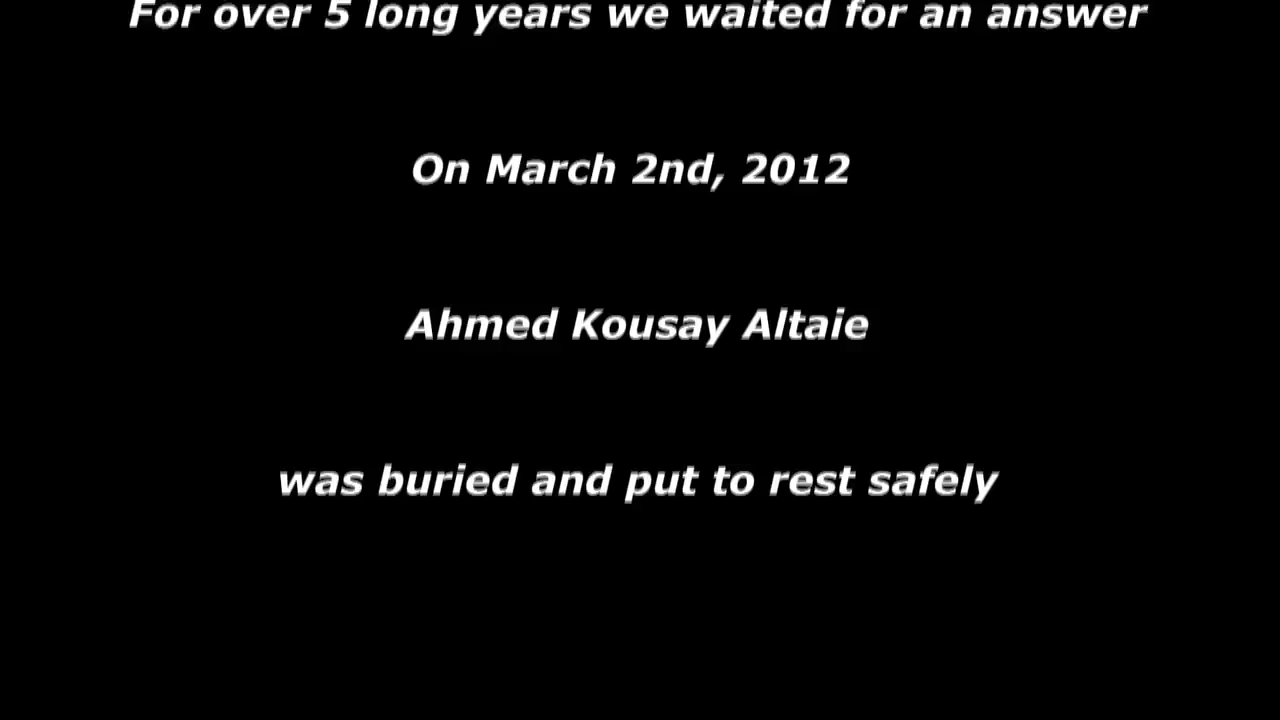 For over 5 long years we waited for an answer
On March 2nd, 2012
Ahmed Kousay Altaie
was buried and put to rest safely